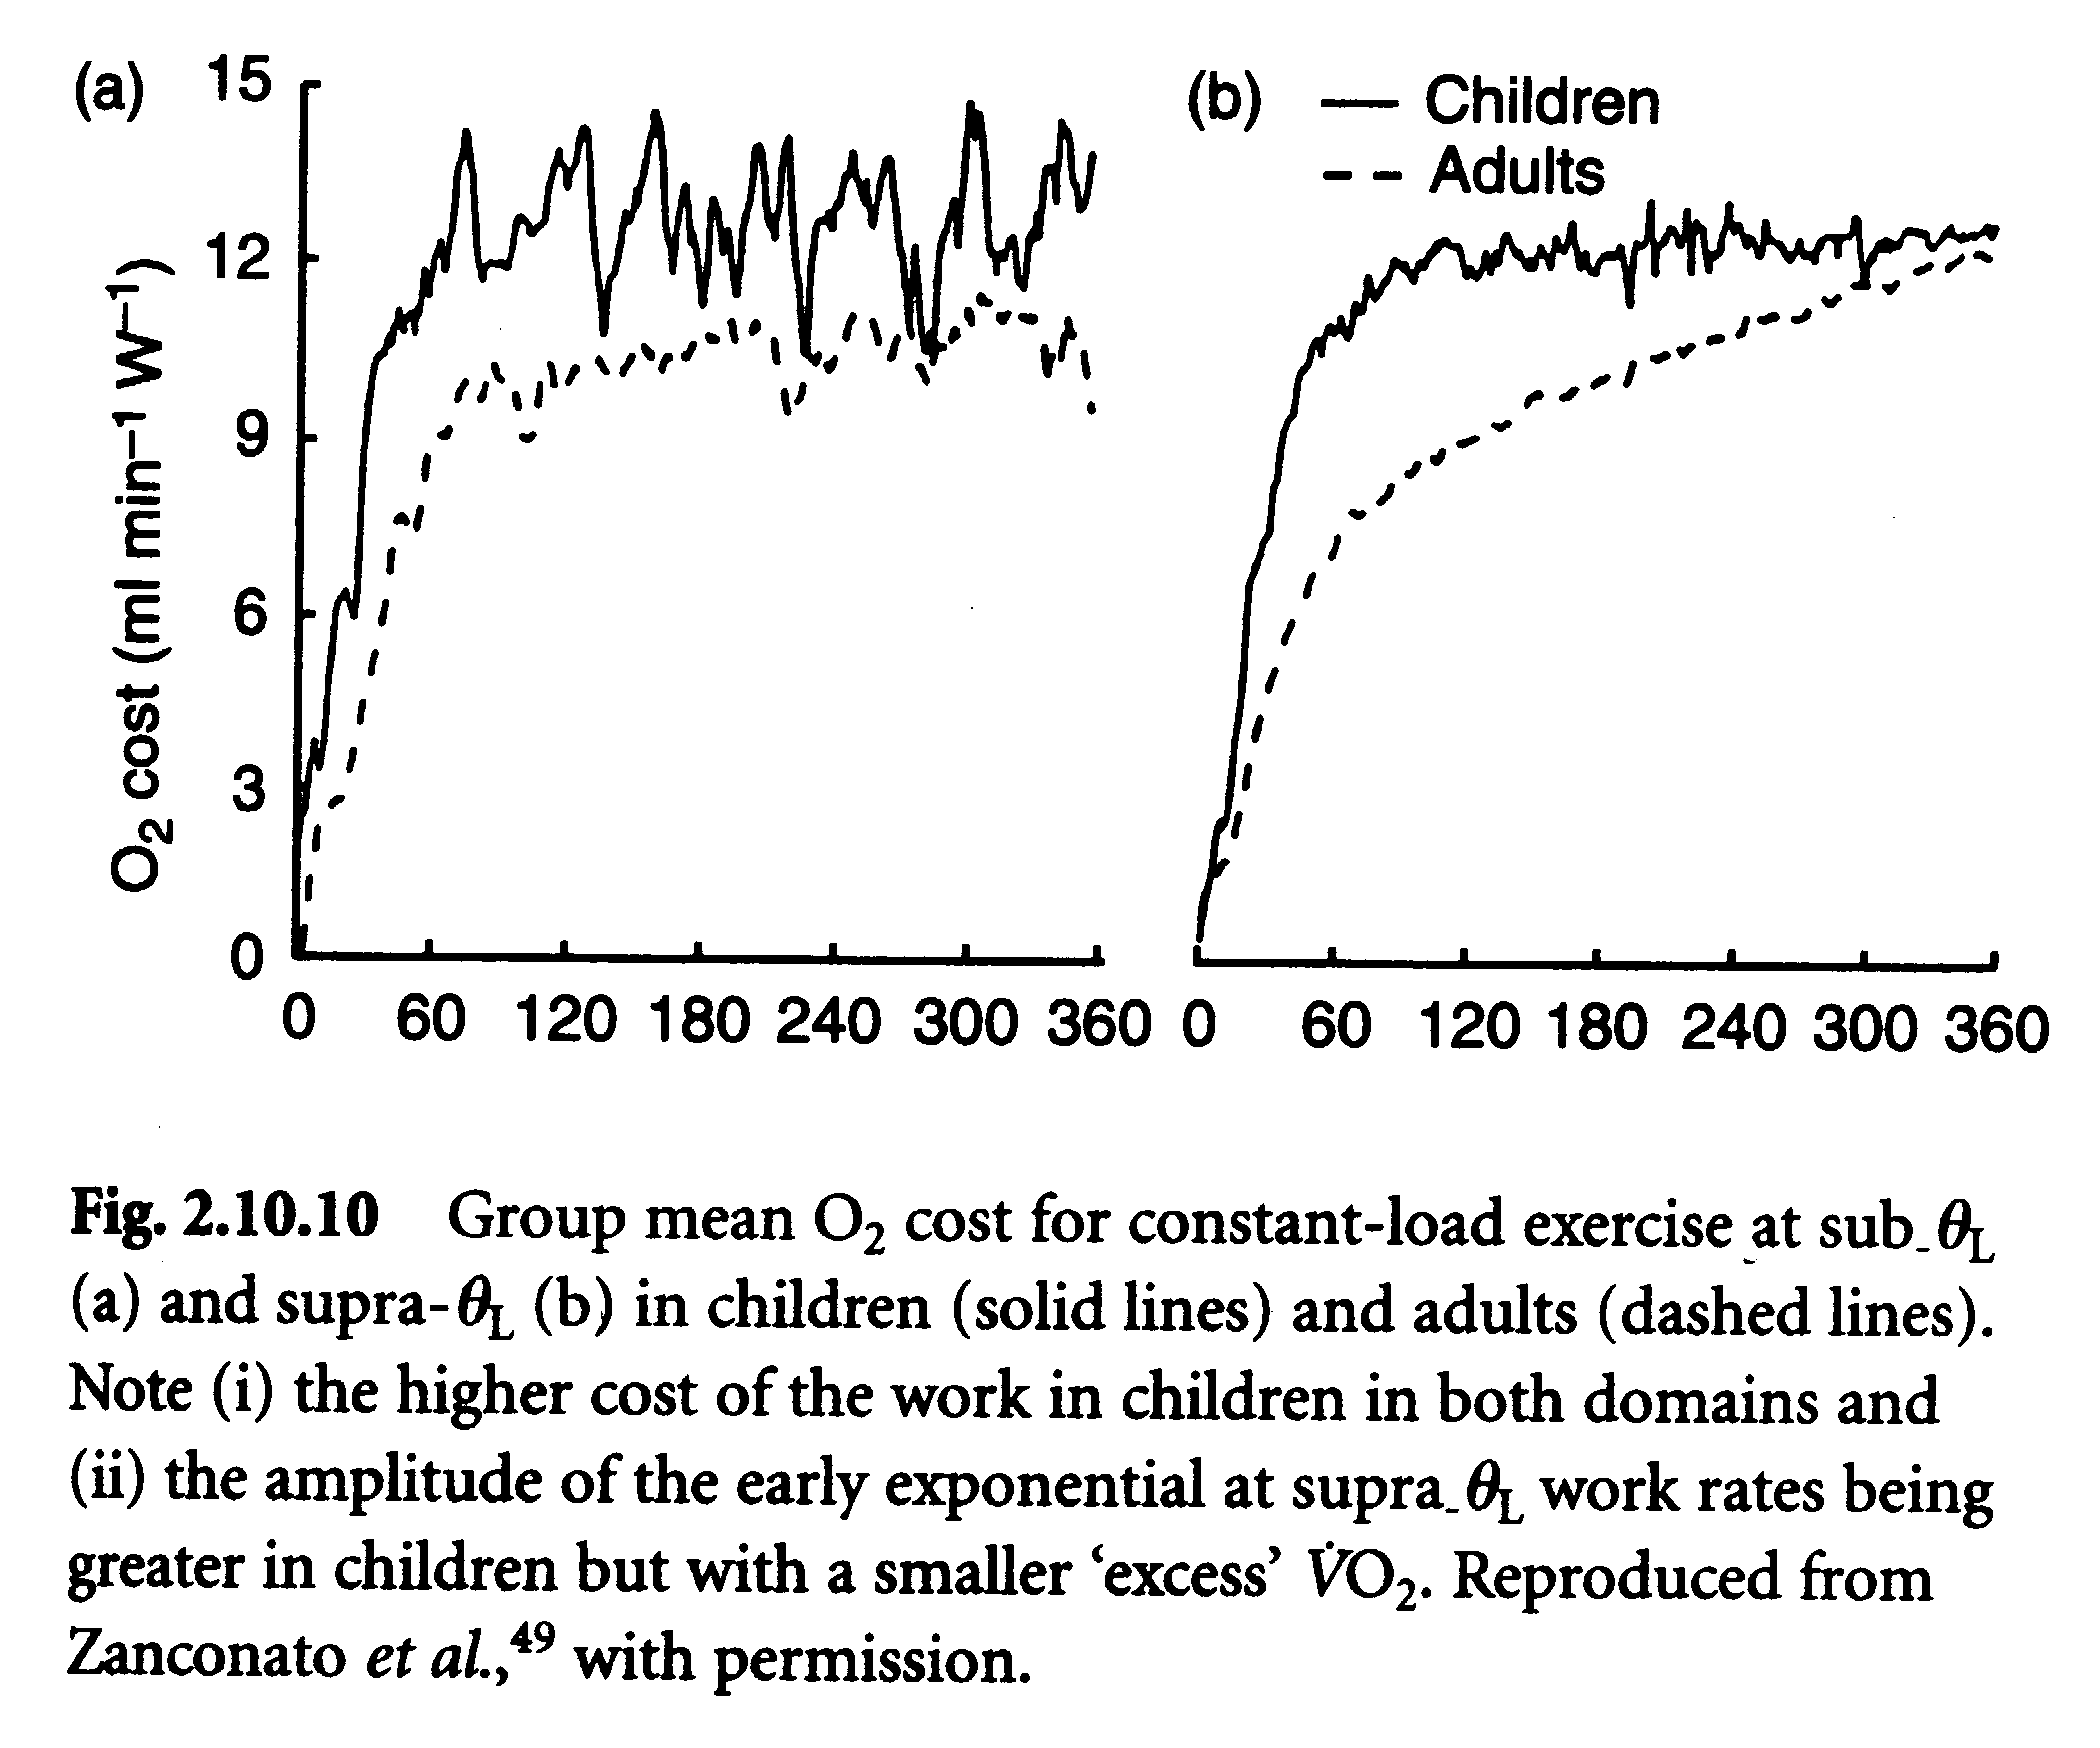 (a)
15
12
9
6
3
0
O₂ cost (ml min⁻¹ W⁻¹)
0 60 120 180 240 300 360
(b)
Children
Adults
0 60 120 180 240 300 360
Fig. 2.10.10 Group mean O₂ cost for constant-load exercise at sub-θL
(a) and supra-θL (b) in children (solid lines) and adults (dashed lines).
Note (i) the higher cost of the work in children in both domains and
(ii) the amplitude of the early exponential at supra-θL work rates being
greater in children but with a smaller ‘excess’ V̇O₂. Reproduced from
Zanconato et al.,⁴⁹ with permission.